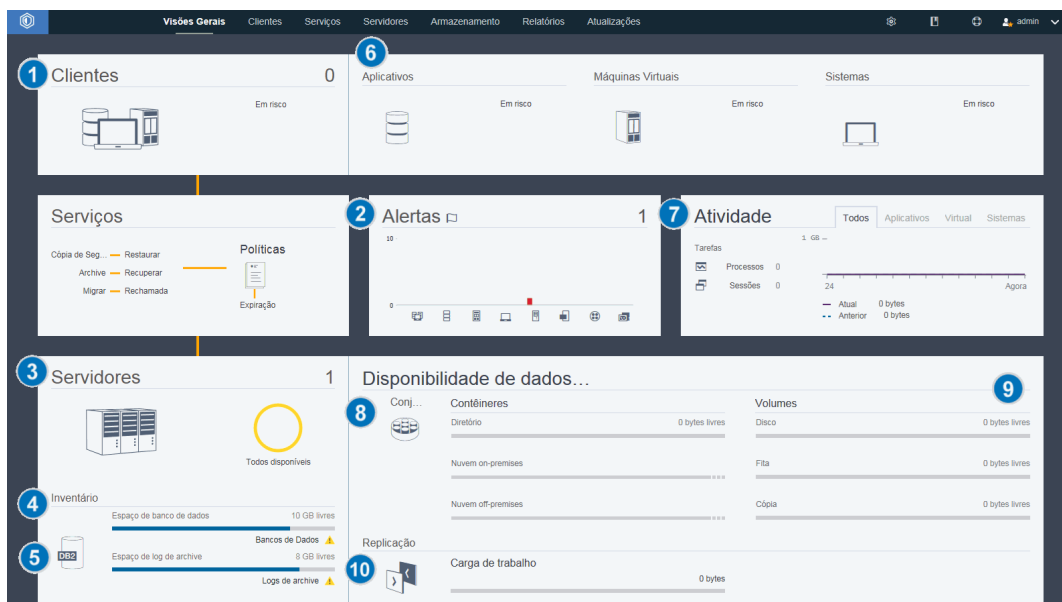 Visões Gerais Clientes Serviços Servidores Armazenamento Relatórios Atualizações admin
1 Clientes 0
Em risco
6
Aplicativos Máquinas Virtuais Sistemas
Em risco Em risco Em risco
Serviços
Cópia de Seg... Restaurar
Archive Recuperar
Migrar Rechamada
Políticas
Expiração
2 Alertas 1
10
0
7 Atividade
Todos Aplicativos Virtual Sistemas
Tarefas
Processos 0
Sessões 0
1 GB
24 Agora
Atual 0 bytes
Anterior 0 bytes
3 Servidores 1
Todos disponíveis
4 Inventário
Espaço de banco de dados 10 GB livres
Bancos de Dados
5 DB2
Espaço de log de archive 8 GB livres
Logs de archive
Disponibilidade de dados...
8 Conj...
Contêineres
Diretório 0 bytes livres
Nuvem on-premises
Nuvem off-premises
9
Volumes
Disco 0 bytes livres
Fita 0 bytes livres
Cópia 0 bytes livres
Replicação
10 Carga de trabalho
0 bytes